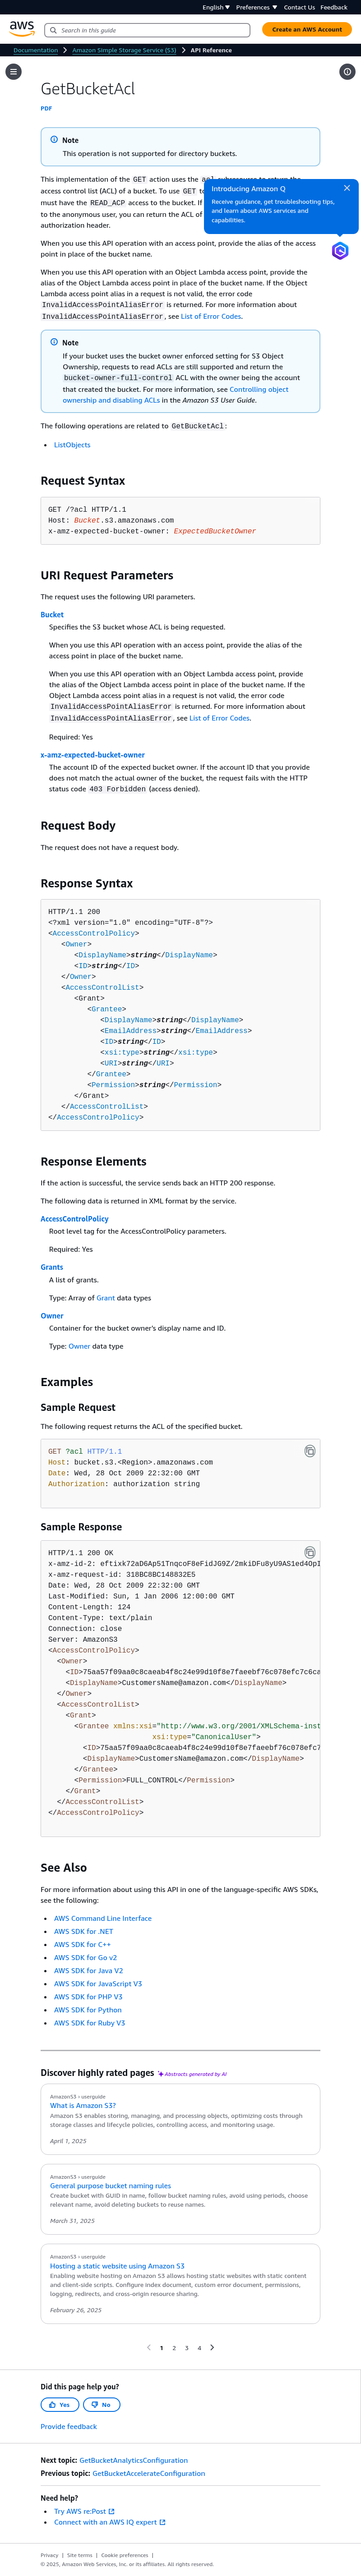 English Preferences Contact Us Feedback
aws Search in this guide Create an AWS Account
Documentation Amazon Simple Storage Service (S3) API Reference
GetBucketAcl
PDF
Note
This operation is not supported for directory buckets.
This implementation of the GET action uses the
access control list (ACL) of a bucket. To use GET to
must have the READ_ACP access to the bucket. If
to the anonymous user, you can return the ACL of
authorization header.
Introducing Amazon Q
Receive guidance, get troubleshooting tips,
and learn about AWS services and
capabilities.
When you use this API operation with an access point, provide the alias of the access
point in place of the bucket name.
When you use this API operation with an Object Lambda access point, provide the
alias of the Object Lambda access point in place of the bucket name. If the Object
Lambda access point alias in a request is not valid, the error code
InvalidAccessPointAliasError is returned. For more information about
InvalidAccessPointAliasError, see List of Error Codes.
Note
If your bucket uses the bucket owner enforced setting for S3 Object
Ownership, requests to read ACLs are still supported and return the
bucket-owner-full-control ACL with the owner being the account
that created the bucket. For more information, see Controlling object
ownership and disabling ACLs in the Amazon S3 User Guide.
The following operations are related to GetBucketAcl:
• ListObjects
Request Syntax
GET /?acl HTTP/1.1
Host: Bucket.s3.amazonaws.com
x-amz-expected-bucket-owner: ExpectedBucketOwner
URI Request Parameters
The request uses the following URI parameters.
Bucket
Specifies the S3 bucket whose ACL is being requested.
When you use this API operation with an access point, provide the alias of the
access point in place of the bucket name.
When you use this API operation with an Object Lambda access point, provide the
alias of the Object Lambda access point in place of the bucket name. If the Object
Lambda access point alias in a request is not valid, the error code
InvalidAccessPointAliasError is returned. For more information about
InvalidAccessPointAliasError, see List of Error Codes.
Required: Yes
x-amz-expected-bucket-owner
The account ID of the expected bucket owner. If the account ID that you provide
does not match the actual owner of the bucket, the request fails with the HTTP
status code 403 Forbidden (access denied).
Request Body
The request does not have a request body.
Response Syntax
HTTP/1.1 200
<?xml version="1.0" encoding="UTF-8"?>
<AccessControlPolicy>
<Owner>
<DisplayName>string</DisplayName>
<ID>string</ID>
</Owner>
<AccessControlList>
<Grant>
<Grantee>
<DisplayName>string</DisplayName>
<EmailAddress>string</EmailAddress>
<ID>string</ID>
<xsi:type>string</xsi:type>
<URI>string</URI>
</Grantee>
<Permission>string</Permission>
</Grant>
</AccessControlList>
</AccessControlPolicy>
Response Elements
If the action is successful, the service sends back an HTTP 200 response.
The following data is returned in XML format by the service.
AccessControlPolicy
Root level tag for the AccessControlPolicy parameters.
Required: Yes
Grants
A list of grants.
Type: Array of Grant data types
Owner
Container for the bucket owner's display name and ID.
Type: Owner data type
Examples
Sample Request
The following request returns the ACL of the specified bucket.
GET ?acl HTTP/1.1
Host: bucket.s3.<Region>.amazonaws.com
Date: Wed, 28 Oct 2009 22:32:00 GMT
Authorization: authorization string
Sample Response
HTTP/1.1 200 OK
x-amz-id-2: eftixk72aD6Ap51TnqcoF8eFidJG9Z/2mkiDFu8yU9AS1ed4OpI
x-amz-request-id: 318BC8BC148832E5
Date: Wed, 28 Oct 2009 22:32:00 GMT
Last-Modified: Sun, 1 Jan 2006 12:00:00 GMT
Content-Length: 124
Content-Type: text/plain
Connection: close
Server: AmazonS3
<AccessControlPolicy>
<Owner>
<ID>75aa57f09aa0c8caeab4f8c24e99d10f8e7faeebf76c078efc7c6ca
<DisplayName>CustomersName@amazon.com</DisplayName>
</Owner>
<AccessControlList>
<Grant>
<Grantee xmlns:xsi="http://www.w3.org/2001/XMLSchema-inst
xsi:type="CanonicalUser">
<ID>75aa57f09aa0c8caeab4f8c24e99d10f8e7faeebf76c078efc7
<DisplayName>CustomersName@amazon.com</DisplayName>
</Grantee>
<Permission>FULL_CONTROL</Permission>
</Grant>
</AccessControlList>
</AccessControlPolicy>
See Also
For more information about using this API in one of the language-specific AWS SDKs,
see the following:
• AWS Command Line Interface
• AWS SDK for .NET
• AWS SDK for C++
• AWS SDK for Go v2
• AWS SDK for Java V2
• AWS SDK for JavaScript V3
• AWS SDK for PHP V3
• AWS SDK for Python
• AWS SDK for Ruby V3
Discover highly rated pages Abstracts generated by AI
AmazonS3 › userguide
What is Amazon S3?
Amazon S3 enables storing, managing, and processing objects, optimizing costs through
storage classes and lifecycle policies, controlling access, and monitoring usage.
April 1, 2025
AmazonS3 › userguide
General purpose bucket naming rules
Create bucket with GUID in name, follow bucket naming rules, avoid using periods, choose
relevant name, avoid deleting buckets to reuse names.
March 31, 2025
AmazonS3 › userguide
Hosting a static website using Amazon S3
Enabling website hosting on Amazon S3 allows hosting static websites with static content
and client-side scripts. Configure index document, custom error document, permissions,
logging, redirects, and cross-origin resource sharing.
February 26, 2025
1 2 3 4
Did this page help you?
Yes No
Provide feedback
Next topic: GetBucketAnalyticsConfiguration
Previous topic: GetBucketAccelerateConfiguration
Need help?
• Try AWS re:Post
• Connect with an AWS IQ expert
Privacy | Site terms | Cookie preferences |
© 2025, Amazon Web Services, Inc. or its affiliates. All rights reserved.